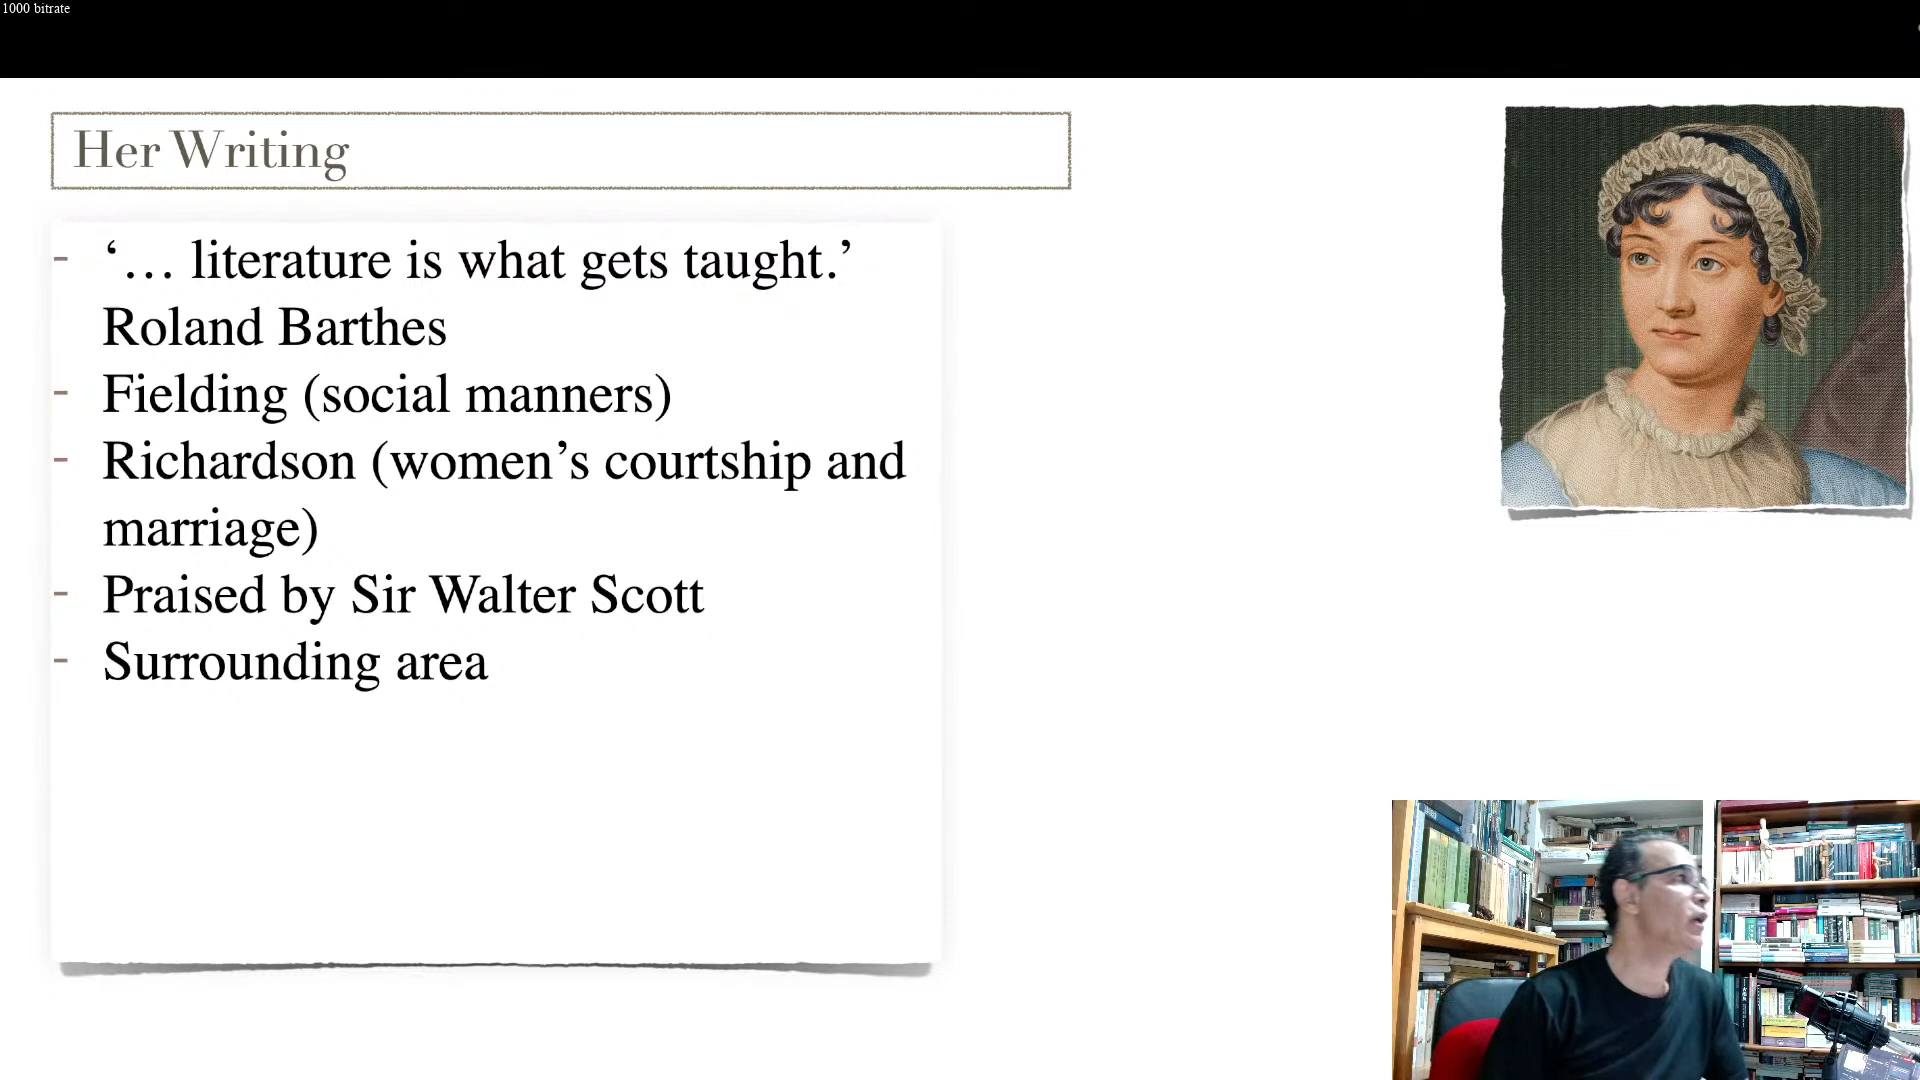 1000 bitrate
Her Writing
- ‘… literature is what gets taught.’
Roland Barthes
- Fielding (social manners)
- Richardson (women’s courtship and
marriage)
- Praised by Sir Walter Scott
- Surrounding area